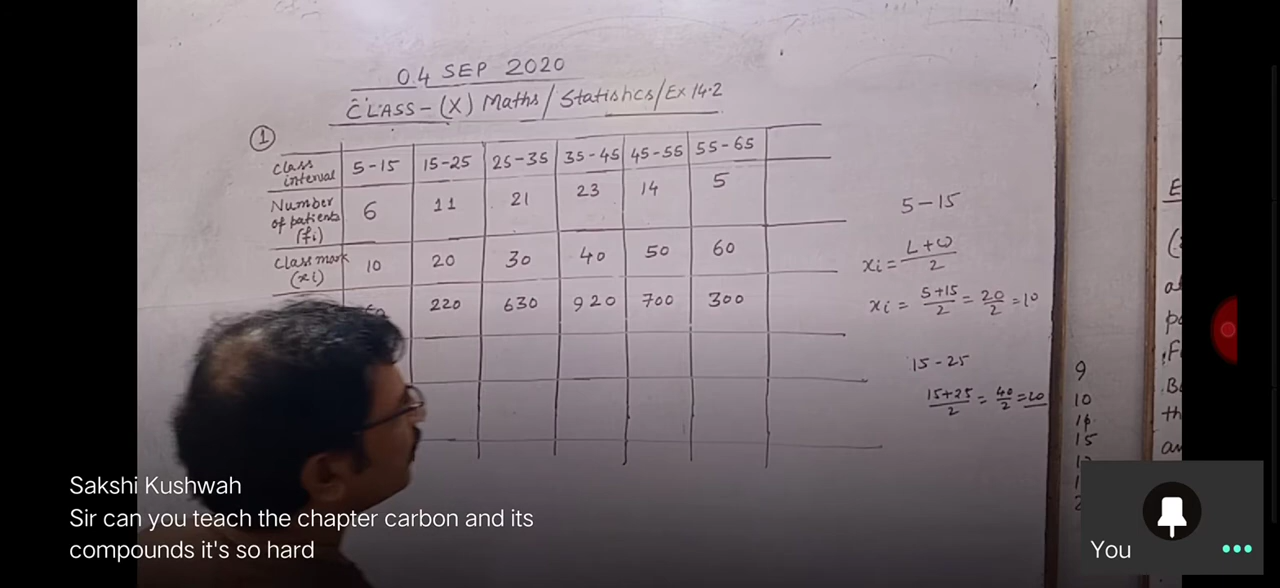 04 SEP 2020
CLASS-(X) Maths/Statistics/Ex 14.2
①
Class interval 5-15 15-25 25-35 35-45 45-55 55-65
Number of patients (fi) 6 11 21 23 14 5
Class mark (xi) 10 20 30 40 50 60
220 630 920 700 300
5-15
xi = L+U/2
xi = 5+15/2 = 20/2 = 10
15-25
15+25/2 = 40/2 = 20
9
10
15
Sakshi Kushwah
Sir can you teach the chapter carbon and its
compounds it's so hard
You